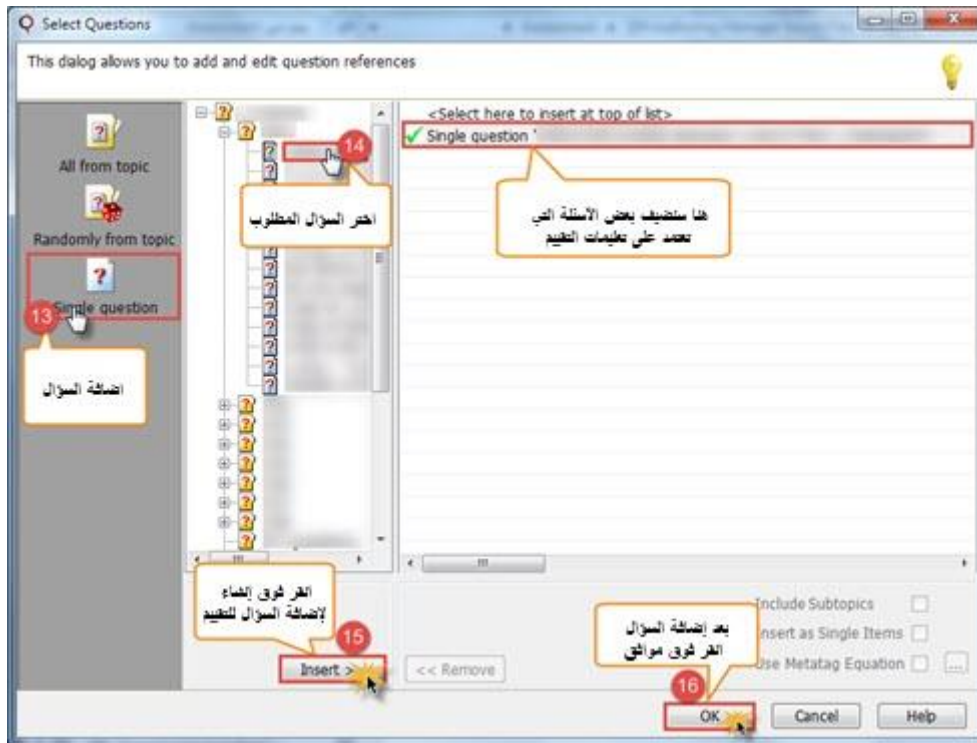 Select Questions
This dialog allows you to add and edit question references
All from topic
Randomly from topic
Single question
13
اضافة السؤال
14
اختر السؤال المطلوب
<Select here to insert at top of list>
Single question '
هنا سنضيف بعض الأسئلة التي
تعتمد على تعليمات التقييم
انقر فوق إنشاء
لإضافة السؤال للتقييم
15
Insert >
<< Remove
بعد إضافة السؤال
انقر فوق موافق
16
Include Subtopics
Insert as Single Items
Use Metatag Equation
...
OK
Cancel
Help